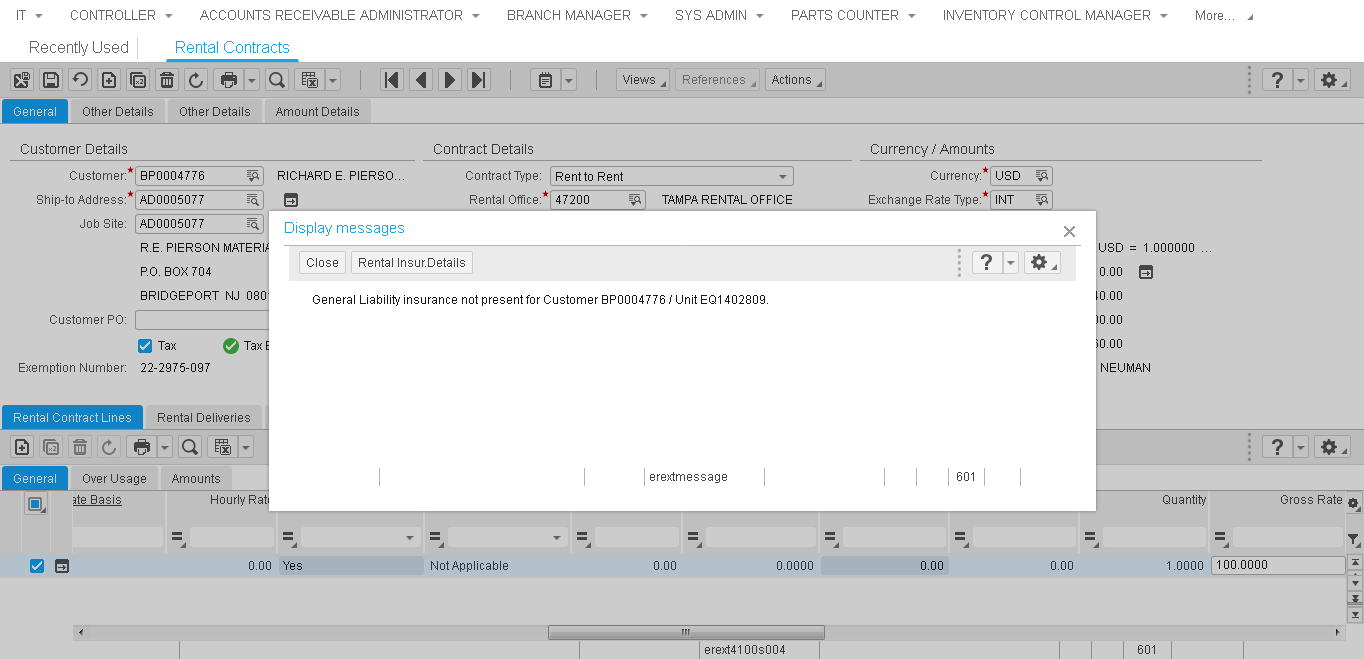 IT CONTROLLER ACCOUNTS RECEIVABLE ADMINISTRATOR BRANCH MANAGER SYS ADMIN PARTS COUNTER INVENTORY CONTROL MANAGER More...
Recently Used Rental Contracts
Views References Actions ?
General Other Details Other Details Amount Details
Customer Details Contract Details Currency / Amounts
Customer:* BP0004776 RICHARD E. PIERSO... Contract Type: Rent to Rent Currency:* USD
Ship-to Address:* AD0005077 Rental Office:* 47200 TAMPA RENTAL OFFICE Exchange Rate Type:* INT
Job Site: AD0005077
Display messages
R.E. PIERSON MATERIA USD = 1.000000 ...
Close Rental Insur.Details ?
P.O. BOX 704 0.00
BRIDGEPORT NJ 080 40.00
General Liability insurance not present for Customer BP0004776 / Unit EQ1402809.
Customer PO: 00.00
Tax Tax E 60.00
Exemption Number: 22-2975-097 NEUMAN
Rental Contract Lines Rental Deliveries
?
General Over Usage Amounts
erextmessage 601
ate Basis Hourly Rate Quantity Gross Rate
0.00 Yes Not Applicable 0.00 0.0000 0.00 0.00 1.0000 100.0000
erext4100s004 601